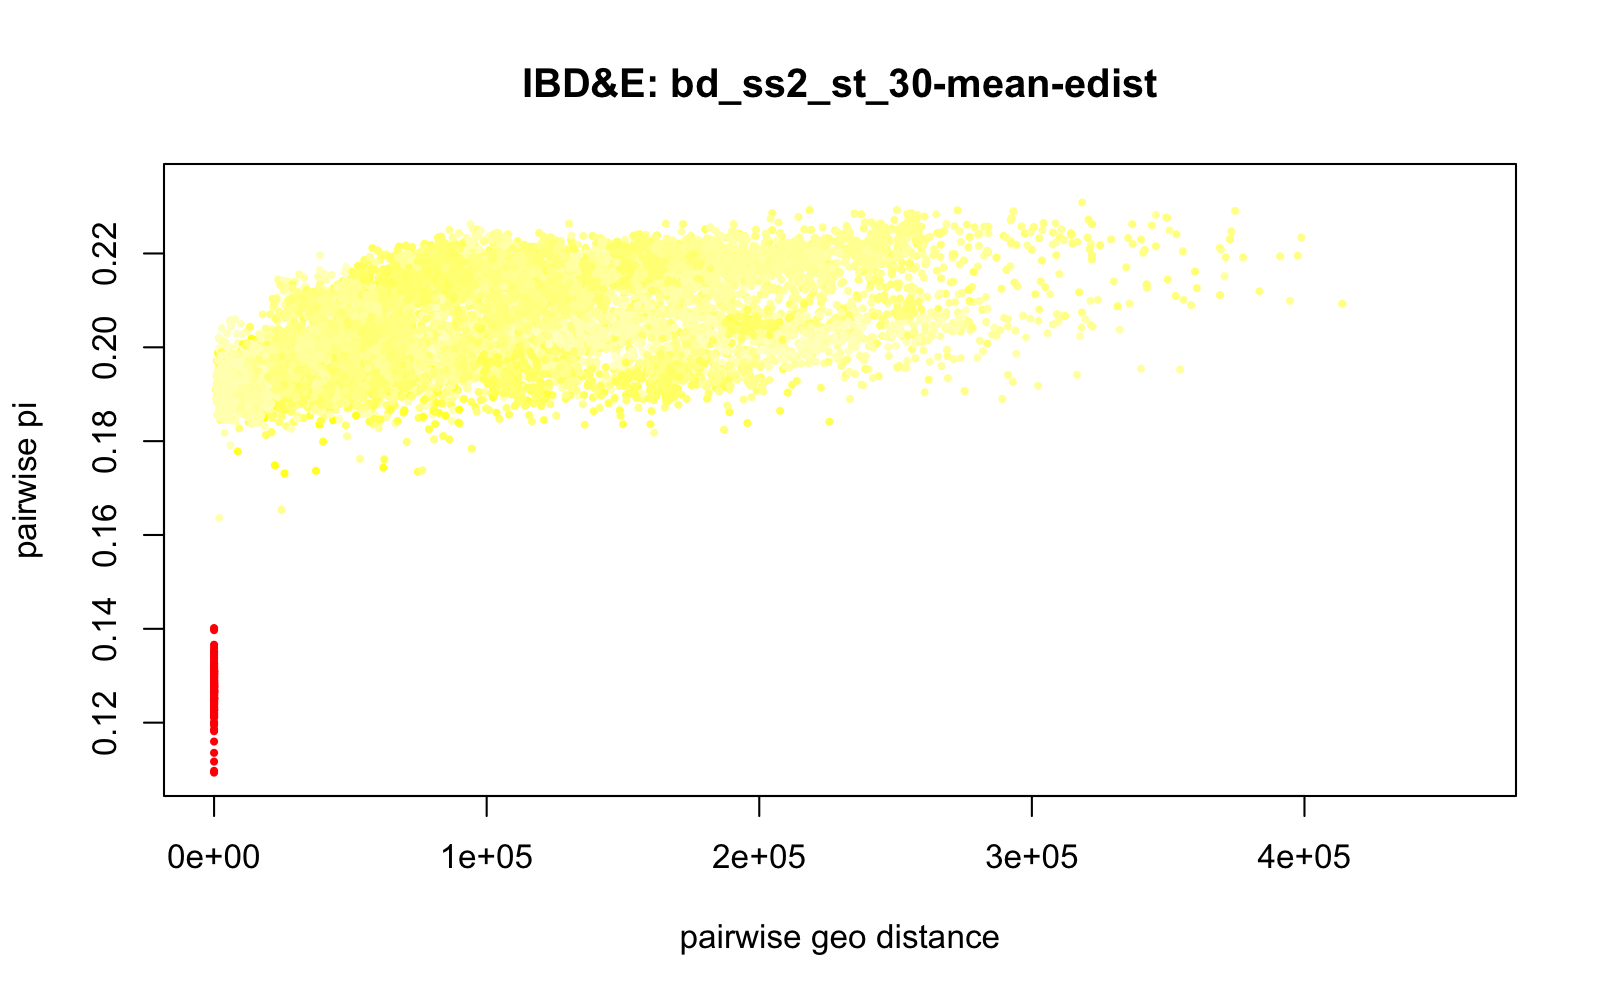 IBD&E: bd_ss2_st_30-mean-edist
pairwise pi
0.22
0.20
0.18
0.16
0.14
0.12
0e+00 1e+05 2e+05 3e+05 4e+05
pairwise geo distance